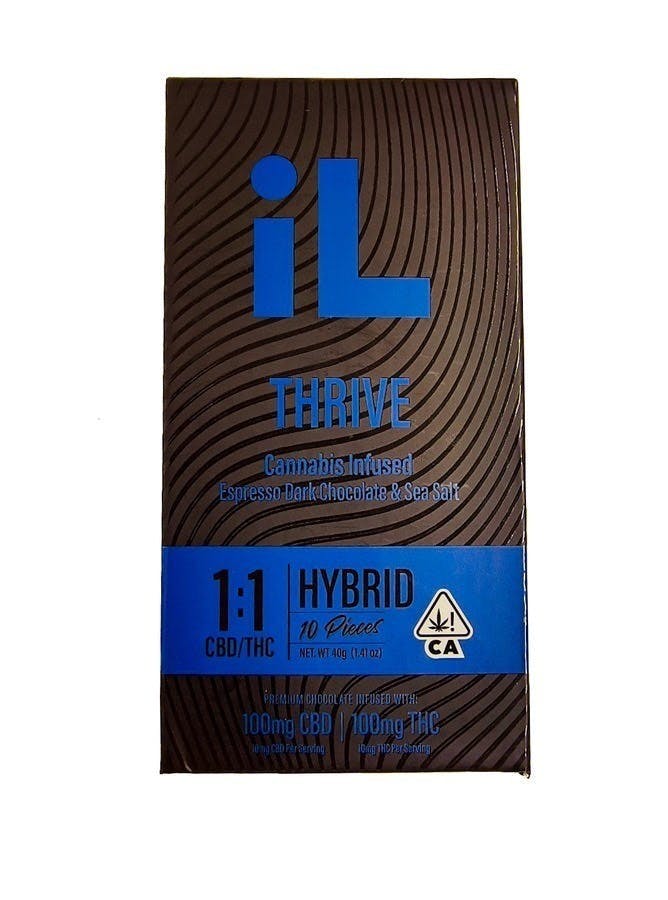 iL
THRIVE
Cannabis Infused
Espresso Dark Chocolate & Sea Salt
1:1
CBD/THC
HYBRID
10 Pieces
NET. WT 40g (1.41 oz)
CA
PREMIUM CHOCOLATE INFUSED WITH:
100mg CBD | 100mg THC
10mg CBD Per Serving
10mg THC Per Serving